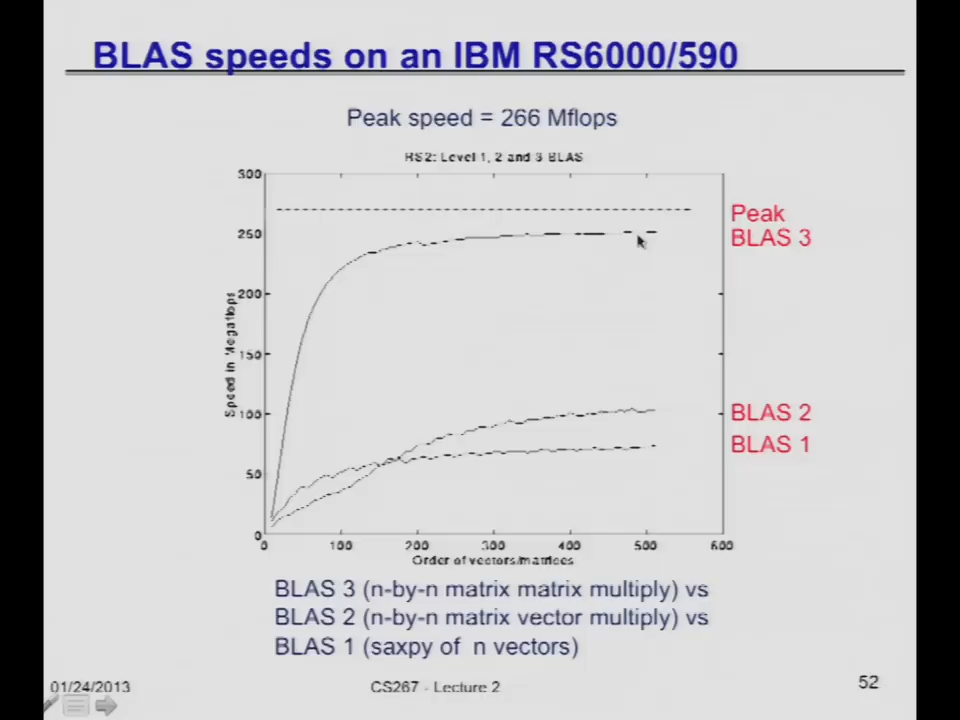 BLAS speeds on an IBM RS6000/590
Peak speed = 266 Mflops
RS2: Level 1, 2 and 3 BLAS
300
250
200
150
100
50
0
Speed in Megaflops
0 100 200 300 400 500 600
Order of vectors/matrices
Peak
BLAS 3
BLAS 2
BLAS 1
BLAS 3 (n-by-n matrix matrix multiply) vs
BLAS 2 (n-by-n matrix vector multiply) vs
BLAS 1 (saxpy of n vectors)
01/24/2013
CS267 - Lecture 2
52